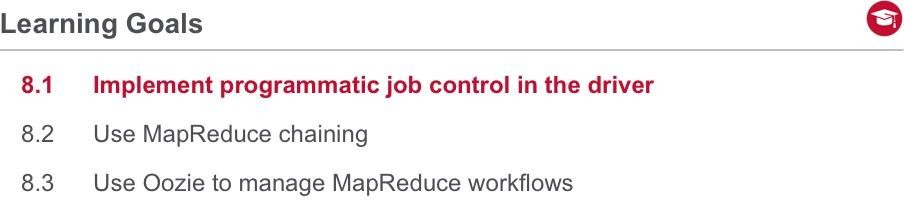 Learning Goals
8.1 Implement programmatic job control in the driver
8.2 Use MapReduce chaining
8.3 Use Oozie to manage MapReduce workflows